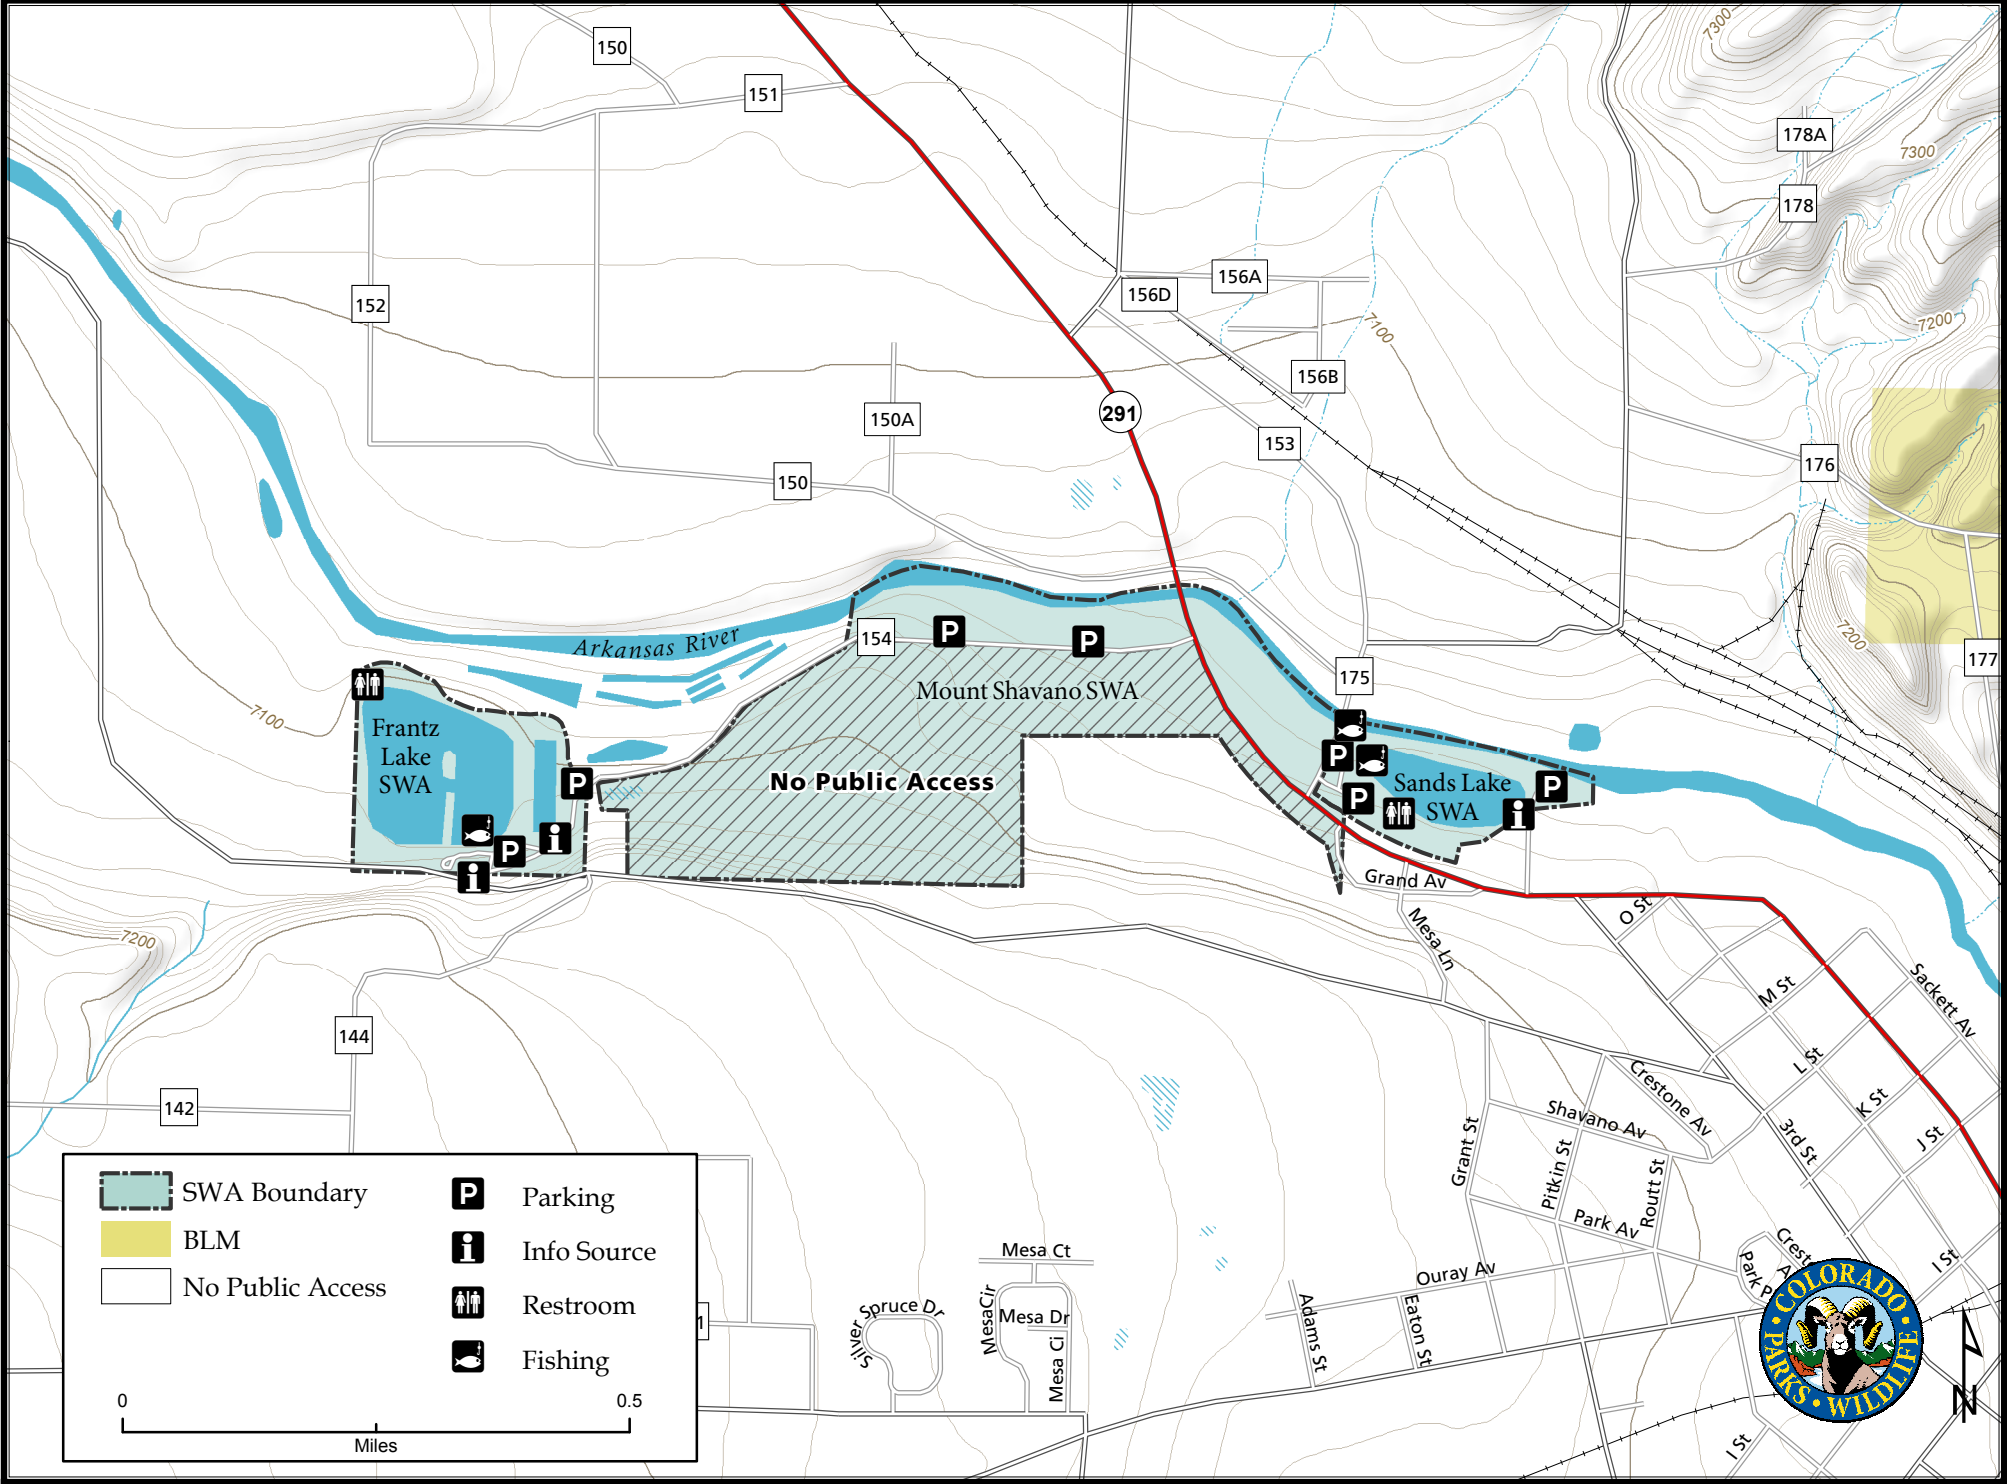 7300
150
151
178A
7300
178
156A
156D
152
7200
7100
156B
291
150A
153
176
150
7200
Arkansas River
154
177
175
Mount Shavano SWA
7100
Frantz
Lake
SWA
No Public Access
Sands Lake
SWA
P
P
P
P
P
P
P
i
i
i
Grand Av
Mesa Ln
O St
7200
M St
Sackett Av
144
L St
Crestone Av
K St
142
Shavano Av
3rd St
J St
Grant St
Pitkin St
Routt St
Park Av
I St
Mesa Ct
Ouray Av
Park P
Crest
A
Silver Spruce Dr
MesaCir
Mesa Dr
Mesa Ci
Adams St
Eaton St
I St
1
SWA Boundary
BLM
No Public Access
P
Parking
i
Info Source
Restroom
Fishing
0
0.5
Miles
COLORADO
PARKS • WILDLIFE
N